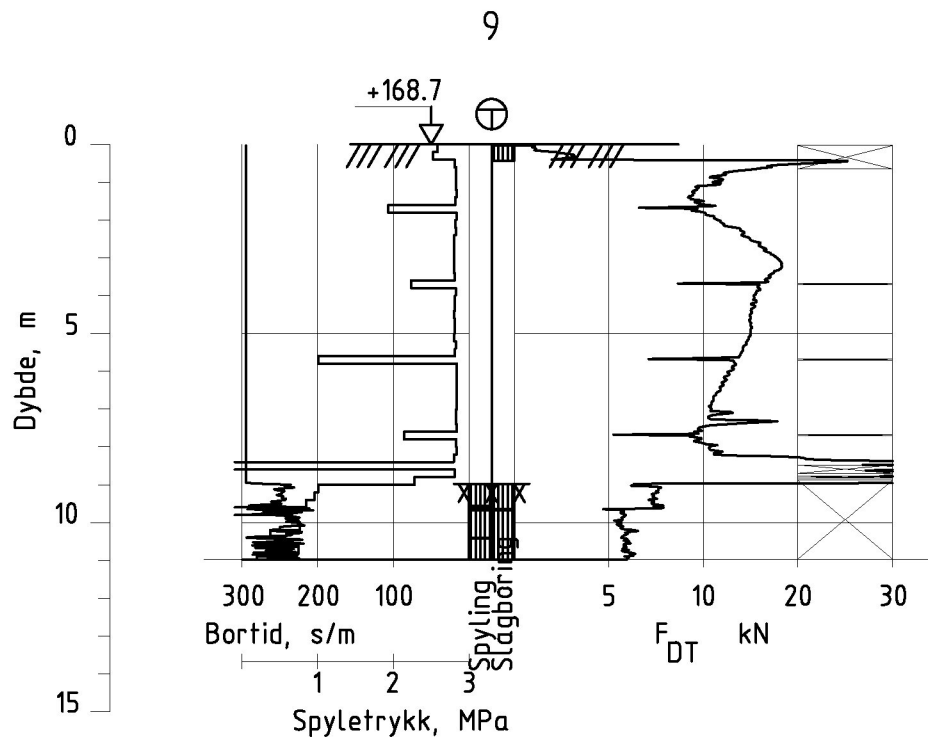 9
+168.7
0
5
10
15
Dybde, m
300 200 100 5 10 20 30
Bortid, s/m
Spyling
Slagboring
F_DT kN
1 2 3
Spyletrykk, MPa